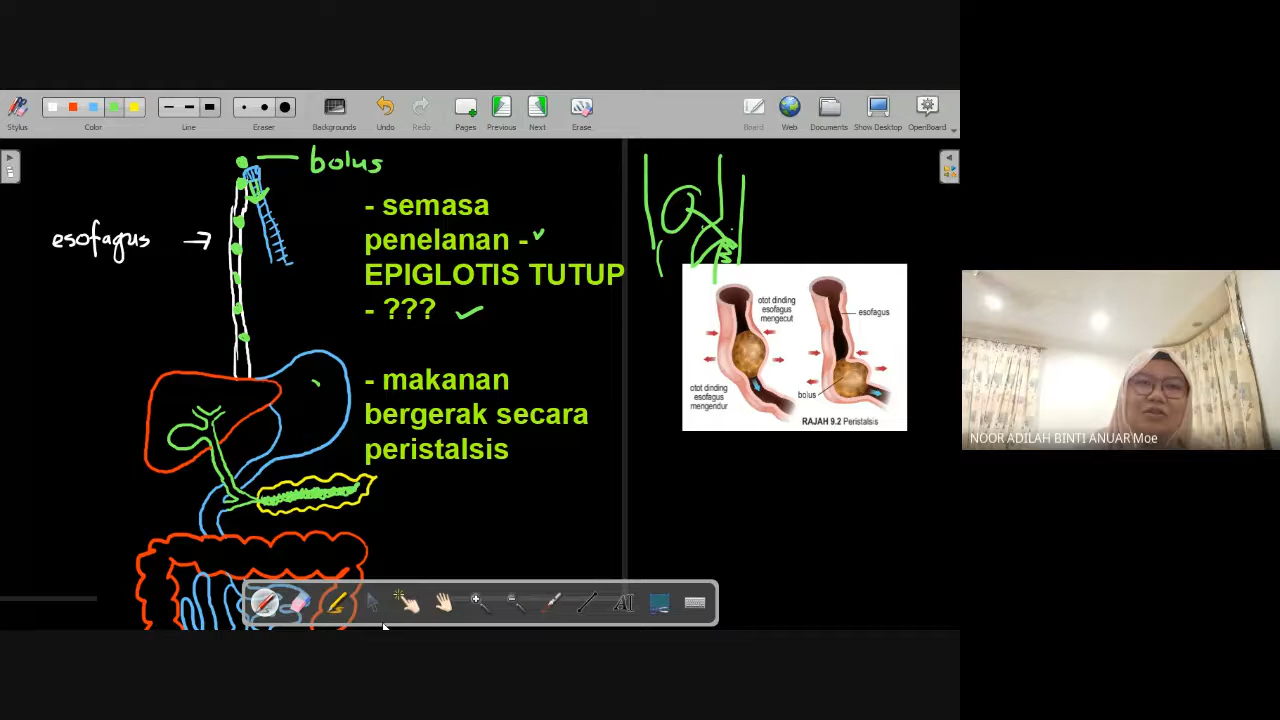 Stylus
Color
Line
Eraser
Backgrounds
Undo
Redo
Pages
Previous
Next
Erase
Board
Web
Documents
Show Desktop
OpenBoard
bolus
esofagus
- semasa
penelanan -
EPIGLOTIS TUTUP
- ???
- makanan
bergerak secara
peristalsis
otot dinding
esofagus
mengecut
esofagus
otot dinding
esofagus
mengendur
bolus
RAJAH 9.2 Peristalsis
NOOR ADILAH BINTI ANUAR Moe
AI